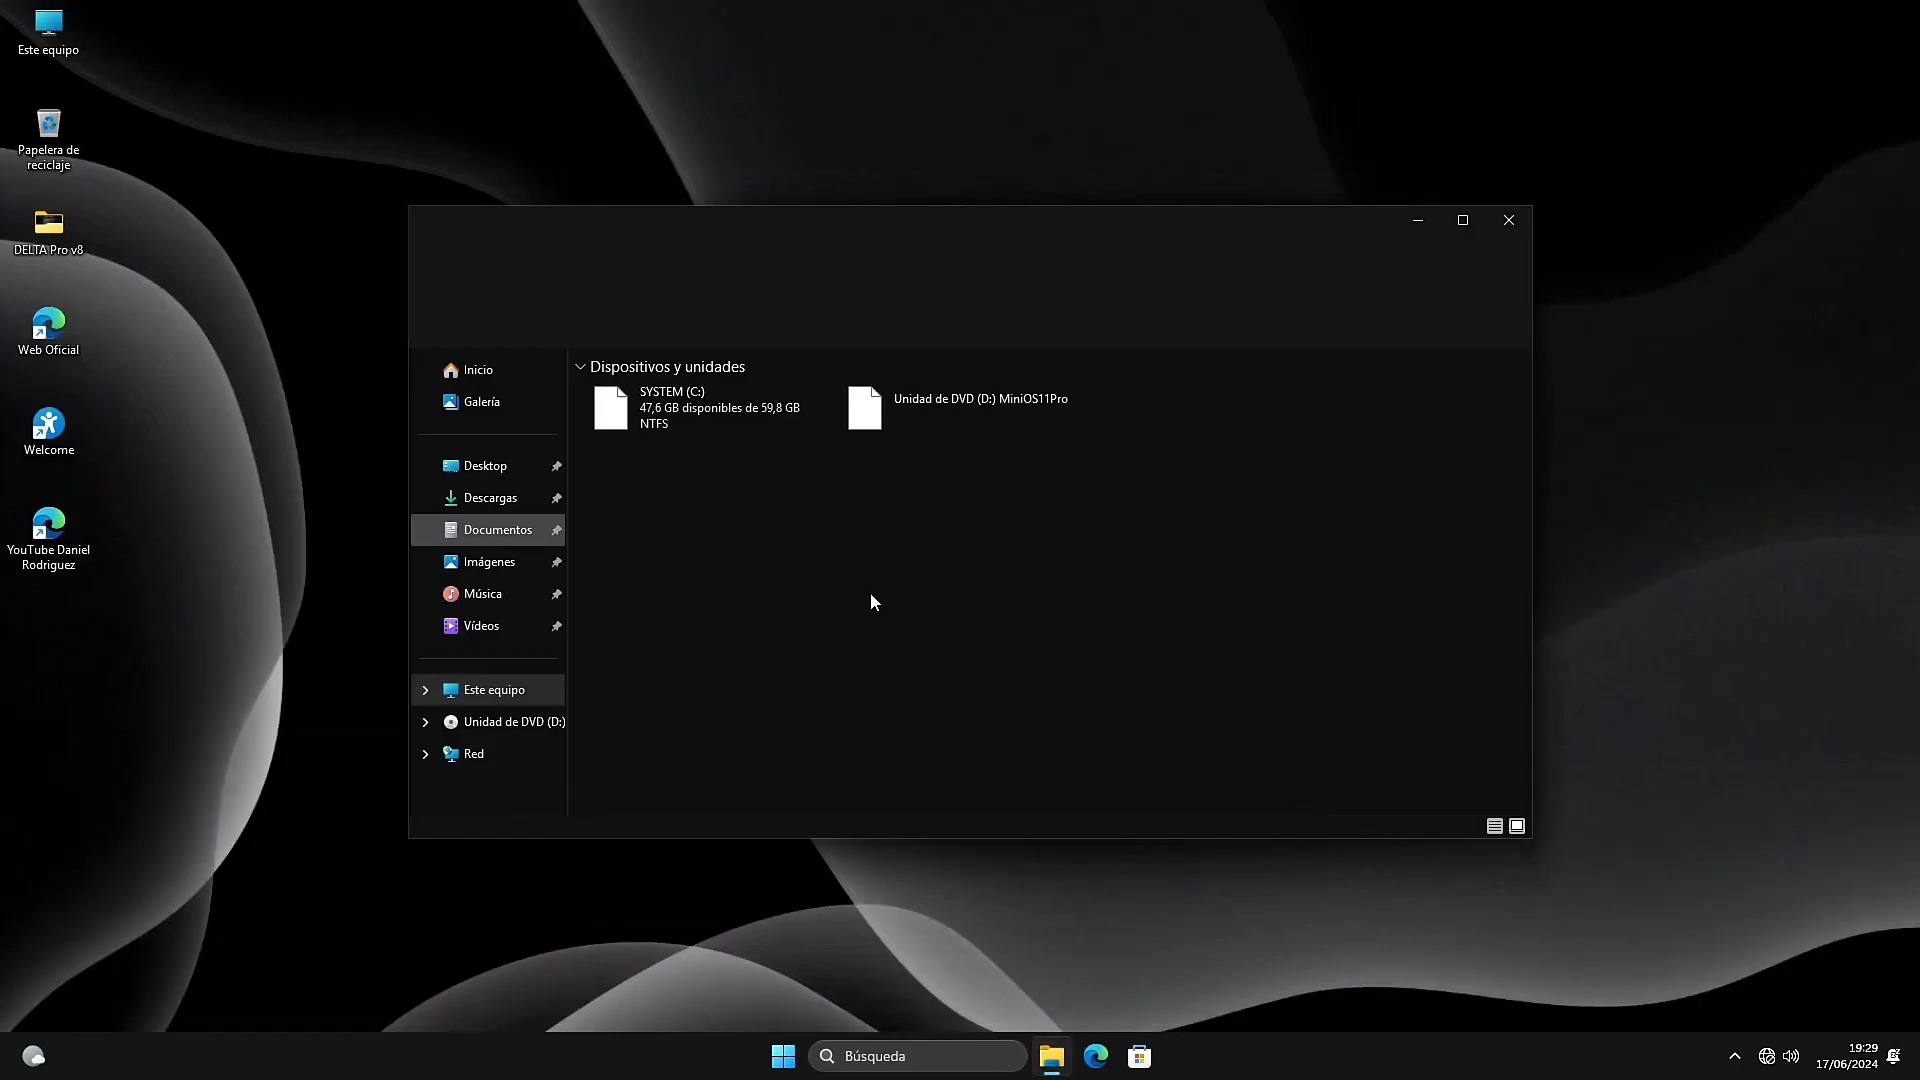 Este equipo
Papelera de
reciclaje
DELTA Pro v8
Web Oficial
Welcome
YouTube Daniel
Rodriguez
Inicio
Galería
Desktop
Descargas
Documentos
Imágenes
Música
Vídeos
Este equipo
Unidad de DVD (D:)
Red
Dispositivos y unidades
SYSTEM (C:)
47,6 GB disponibles de 59,8 GB
NTFS
Unidad de DVD (D:) MiniOS11Pro
Búsqueda
19:29
17/06/2024